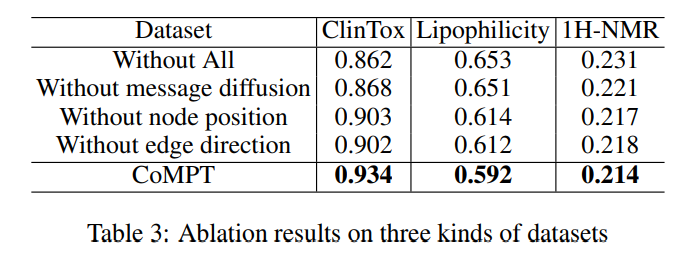 Dataset ClinTox Lipophilicity 1H-NMR
Without All 0.862 0.653 0.231
Without message diffusion 0.868 0.651 0.221
Without node position 0.903 0.614 0.217
Without edge direction 0.902 0.612 0.218
CoMPT 0.934 0.592 0.214
Table 3: Ablation results on three kinds of datasets